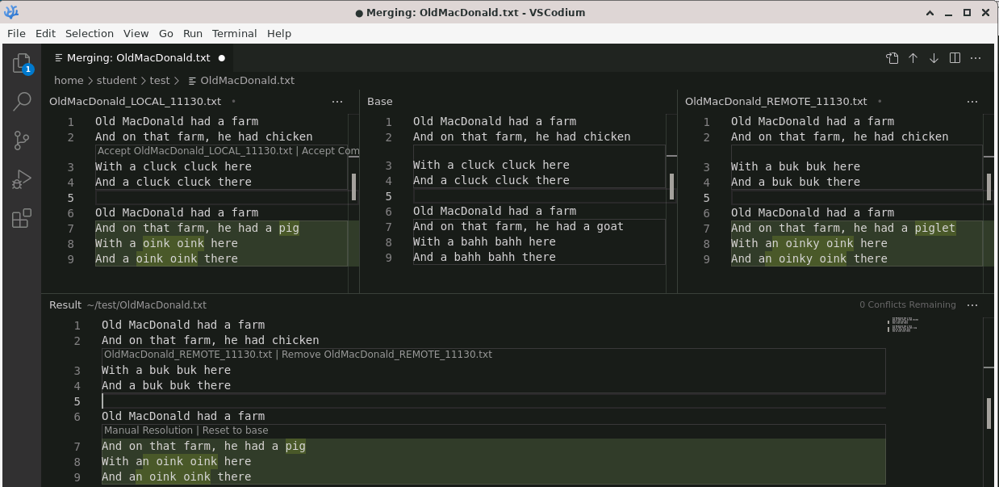 ● Merging: OldMacDonald.txt - VSCodium
File Edit Selection View Go Run Terminal Help
1
Merging: OldMacDonald.txt ●
home > student > test > OldMacDonald.txt
OldMacDonald_LOCAL_11130.txt • ···
1 Old MacDonald had a farm
2 And on that farm, he had chicken
Accept OldMacDonald_LOCAL_11130.txt | Accept Com
3 With a cluck cluck here
4 And a cluck cluck there
5
6 Old MacDonald had a farm
7 And on that farm, he had a pig
8 With a oink oink here
9 And a oink oink there
Base
1 Old MacDonald had a farm
2 And on that farm, he had chicken
3 With a cluck cluck here
4 And a cluck cluck there
5
6 Old MacDonald had a farm
7 And on that farm, he had a goat
8 With a bahh bahh here
9 And a bahh bahh there
OldMacDonald_REMOTE_11130.txt • ···
1 Old MacDonald had a farm
2 And on that farm, he had chicken
3 With a buk buk here
4 And a buk buk there
5
6 Old MacDonald had a farm
7 And on that farm, he had a piglet
8 With an oinky oink here
9 And an oinky oink there
Result ~/test/OldMacDonald.txt 0 Conflicts Remaining ···
1 Old MacDonald had a farm
2 And on that farm, he had chicken
OldMacDonald_REMOTE_11130.txt | Remove OldMacDonald_REMOTE_11130.txt
3 With a buk buk here
4 And a buk buk there
5
6 Old MacDonald had a farm
Manual Resolution | Reset to base
7 And on that farm, he had a pig
8 With an oink oink here
9 And an oink oink there